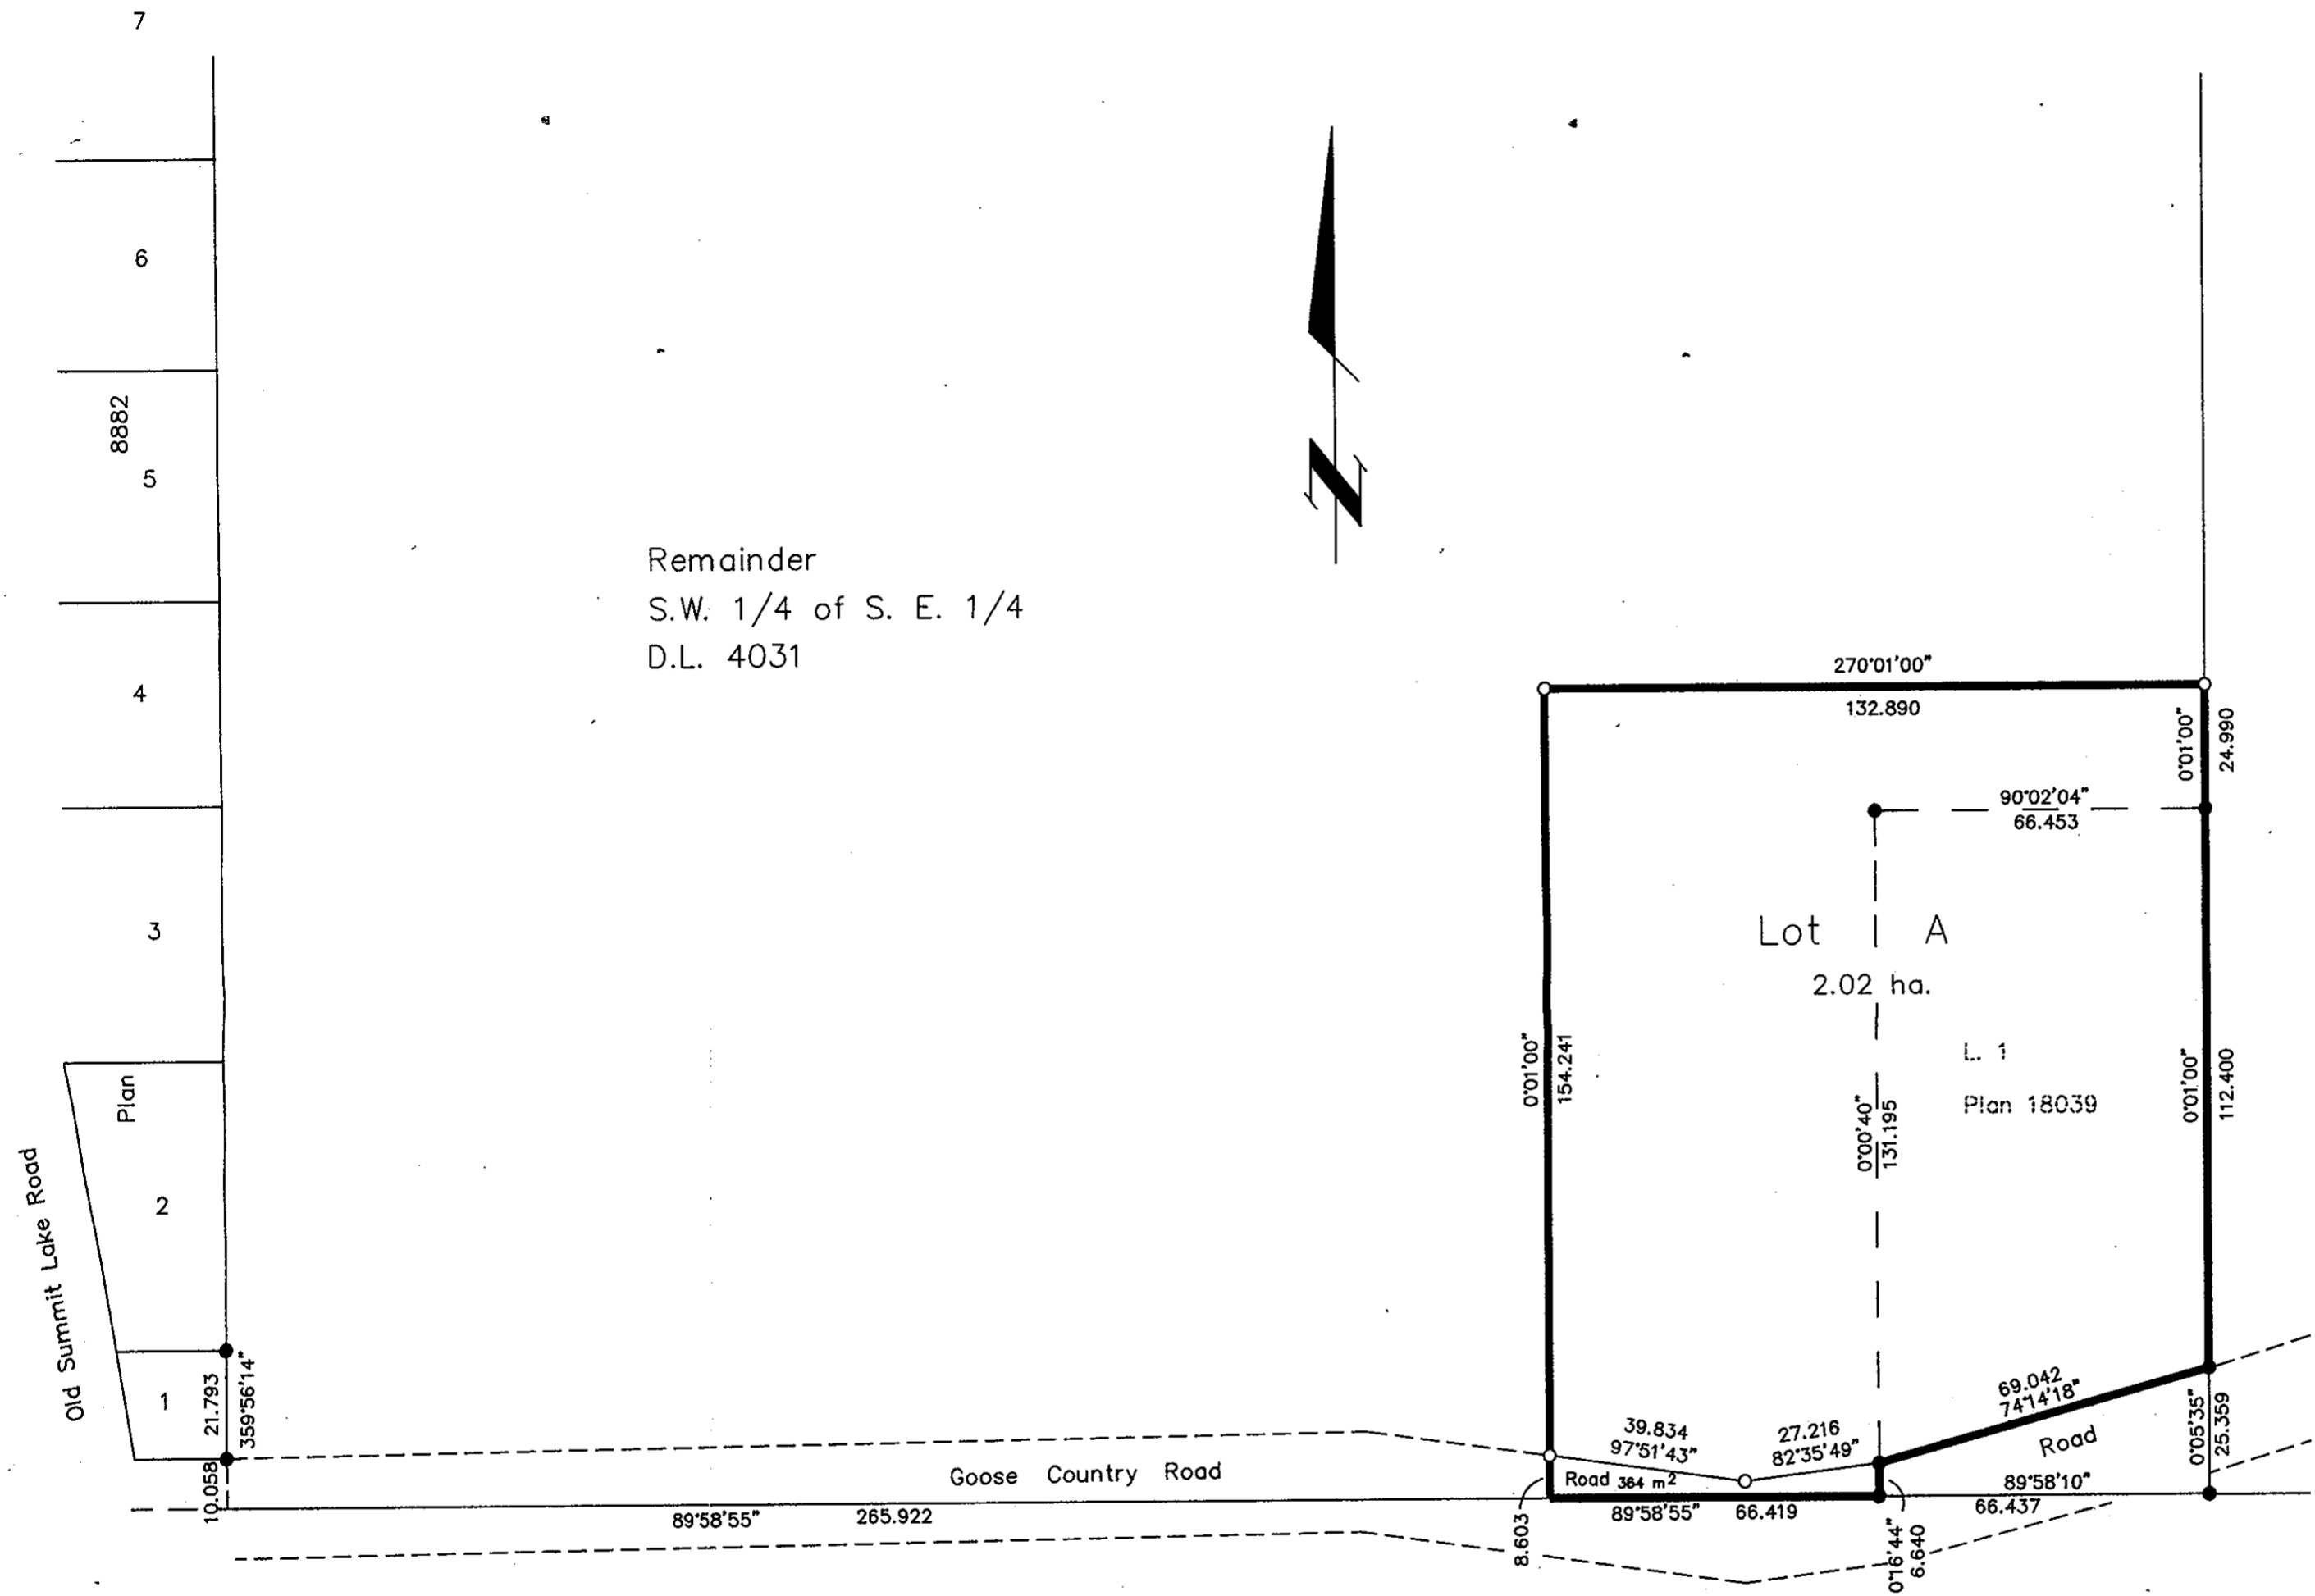 7
6
8882
5
4
3
Plan
2
1
Old Summit Lake Road
21.793
359°56'14"
10.058
N
Remainder
S.W. 1/4 of S. E. 1/4
D.L. 4031
270°01'00"
132.890
0°01'00"
24.990
90°02'04"
66.453
Lot A
2.02 ha.
L. 1
Plan 18039
0°01'00"
154.241
0°00'40"
131.195
0°01'00"
112.400
69.042
74°14'18"
39.834
97°51'43"
27.216
82°35'49"
Road
0°05'35"
25.359
Goose Country Road
Road 364 m²
89°58'10"
66.437
89°58'55" 265.922
89°58'55" 66.419
8.603
0°16'44"
6.640